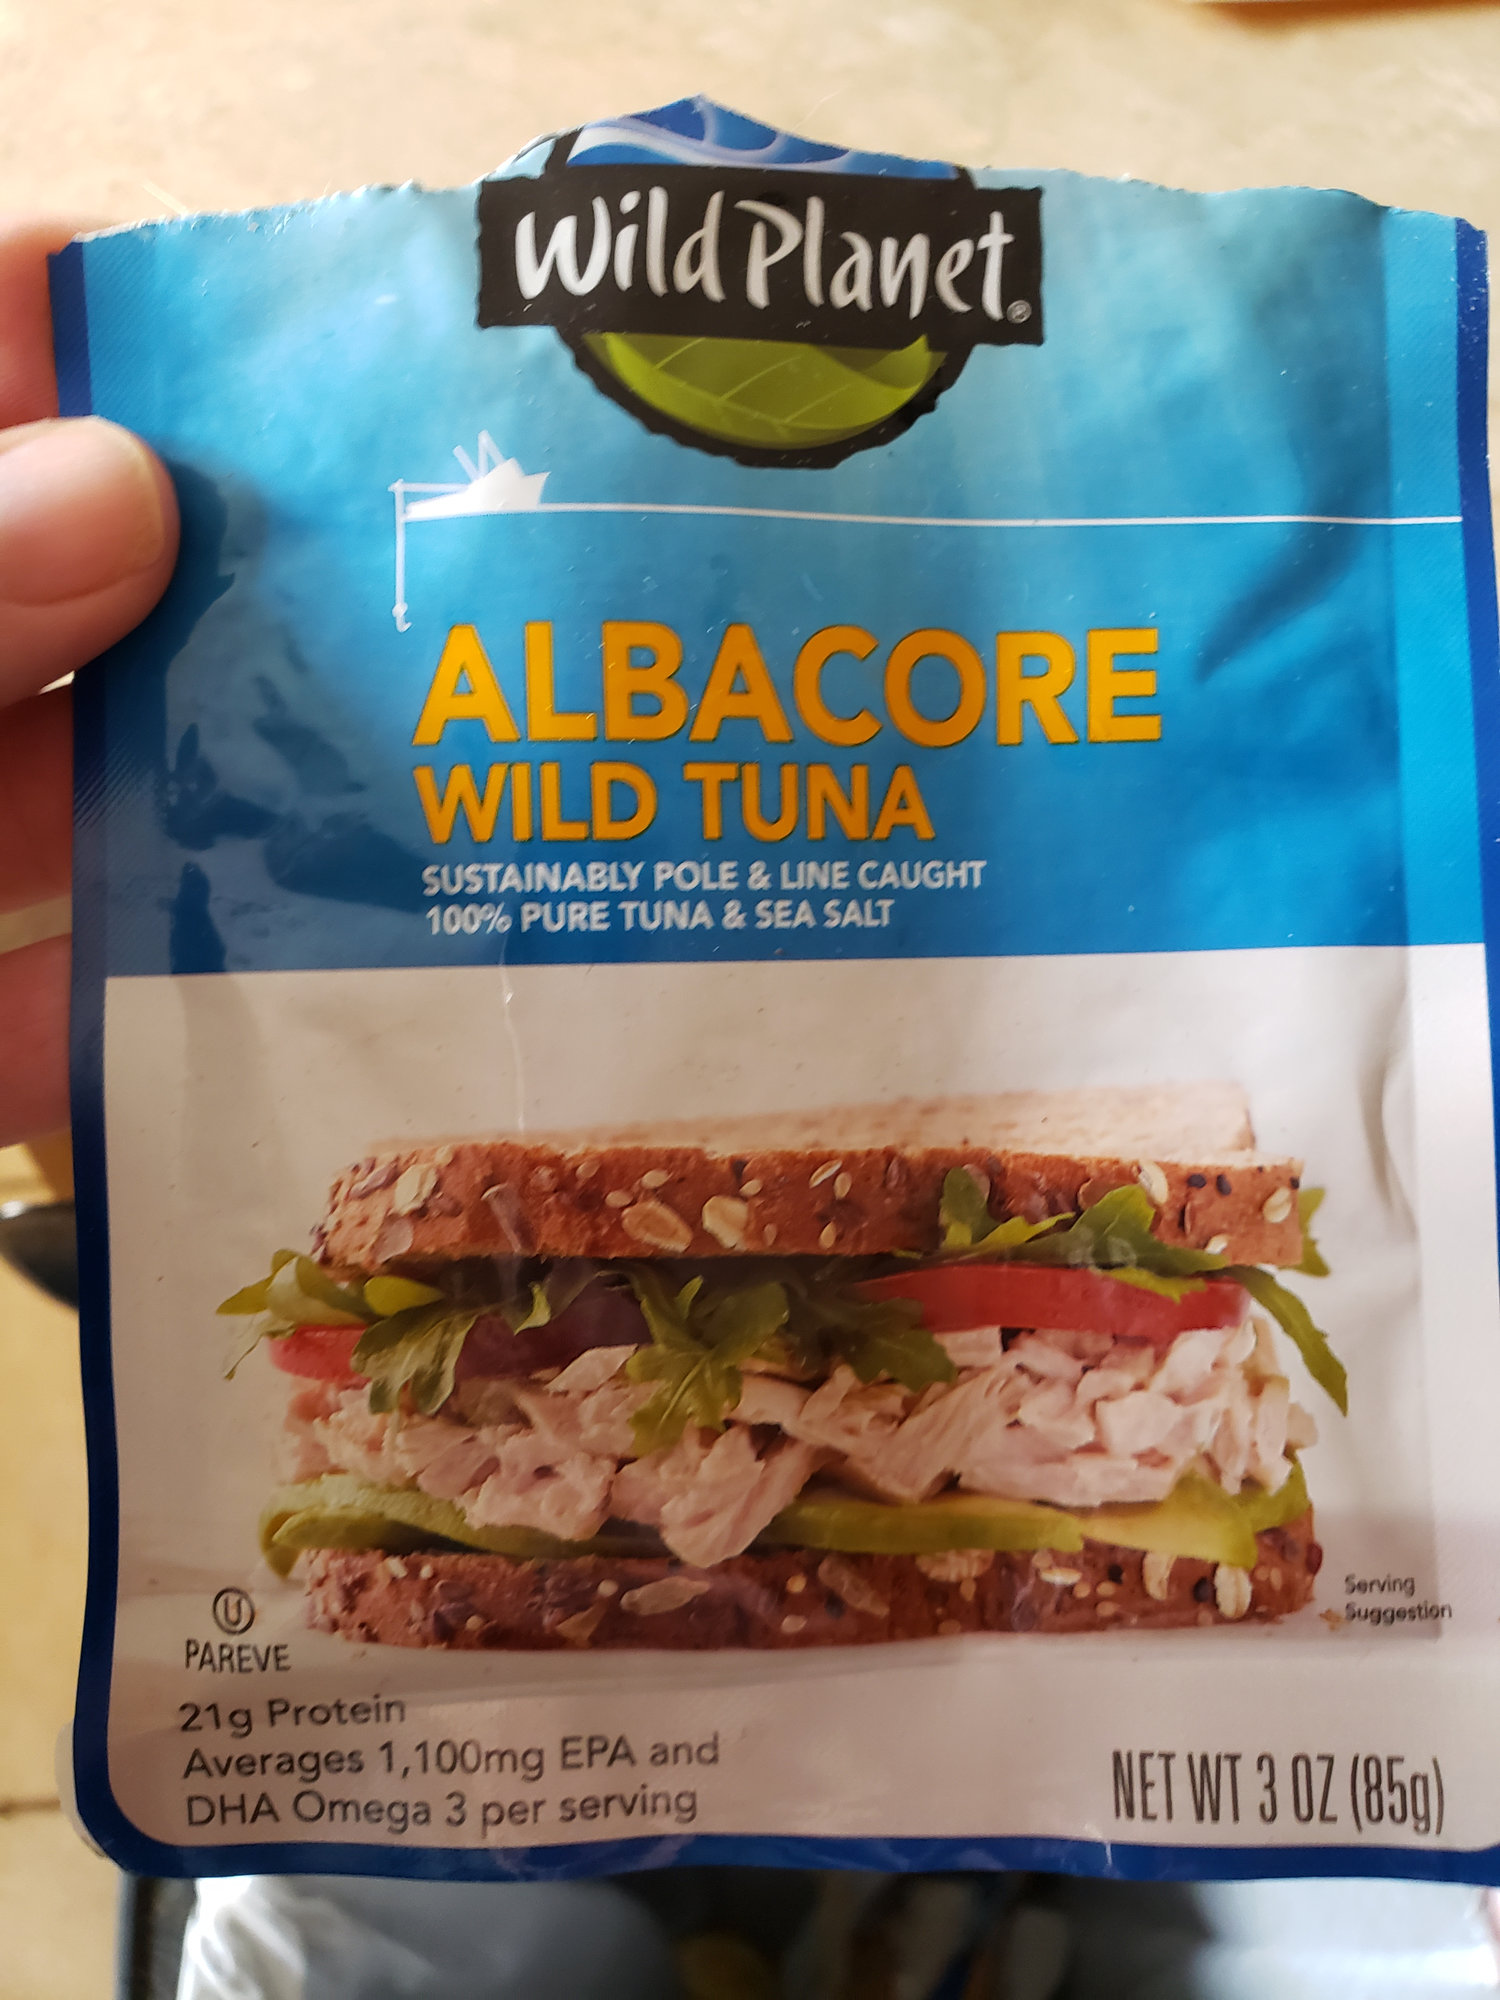 Wild Planet®
ALBACORE
WILD TUNA
SUSTAINABLY POLE & LINE CAUGHT
100% PURE TUNA & SEA SALT
Serving
Suggestion
U
PAREVE
21g Protein
Averages 1,100mg EPA and
DHA Omega 3 per serving
NET WT 3 OZ (85g)